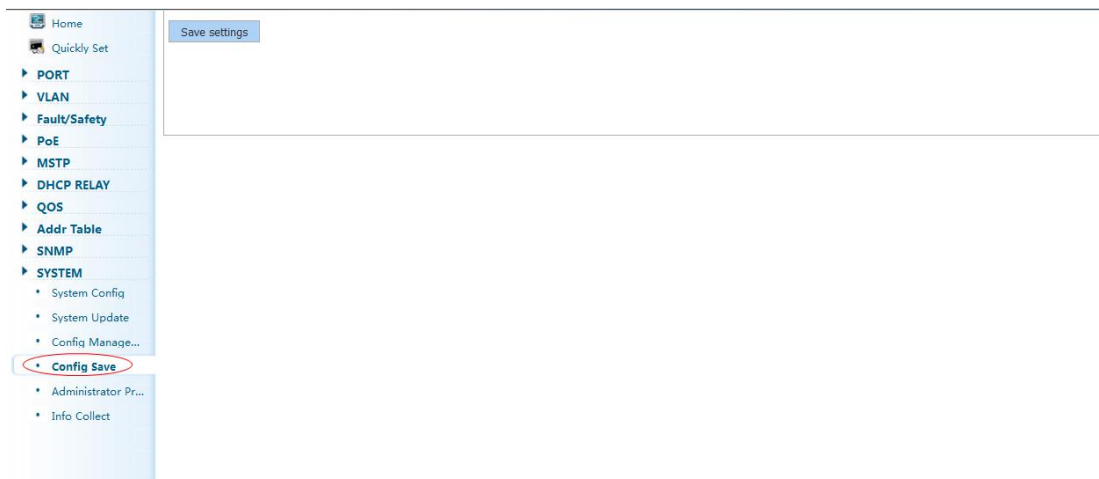 Home
Quickly Set
PORT
VLAN
Fault/Safety
PoE
MSTP
DHCP RELAY
QOS
Addr Table
SNMP
SYSTEM
System Config
System Update
Config Manage...
Config Save
Administrator Pr...
Info Collect
Save settings